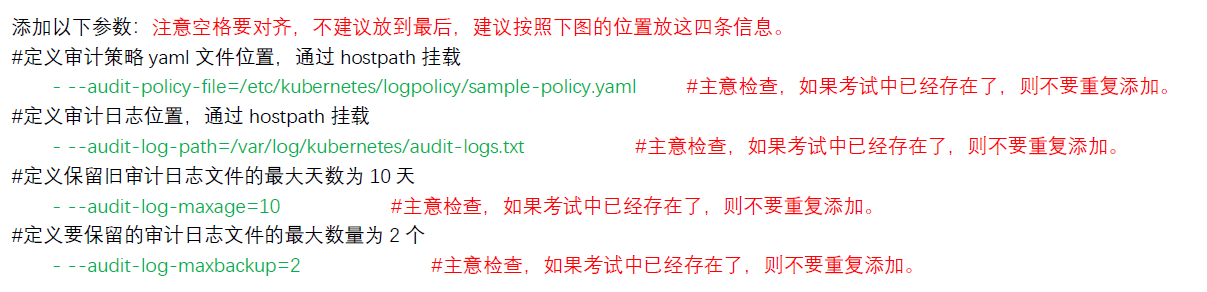 添加以下参数：注意空格要对齐，不建议放到最后，建议按照下图的位置放这四条信息。
#定义审计策略 yaml 文件位置，通过 hostpath 挂载
- --audit-policy-file=/etc/kubernetes/logpolicy/sample-policy.yaml #主意检查，如果考试中已经存在了，则不要重复添加。
#定义审计日志位置，通过 hostpath 挂载
- --audit-log-path=/var/log/kubernetes/audit-logs.txt #主意检查，如果考试中已经存在了，则不要重复添加。
#定义保留旧审计日志文件的最大天数为 10 天
- --audit-log-maxage=10 #主意检查，如果考试中已经存在了，则不要重复添加。
#定义要保留的审计日志文件的最大数量为 2 个
- --audit-log-maxbackup=2 #主意检查，如果考试中已经存在了，则不要重复添加。